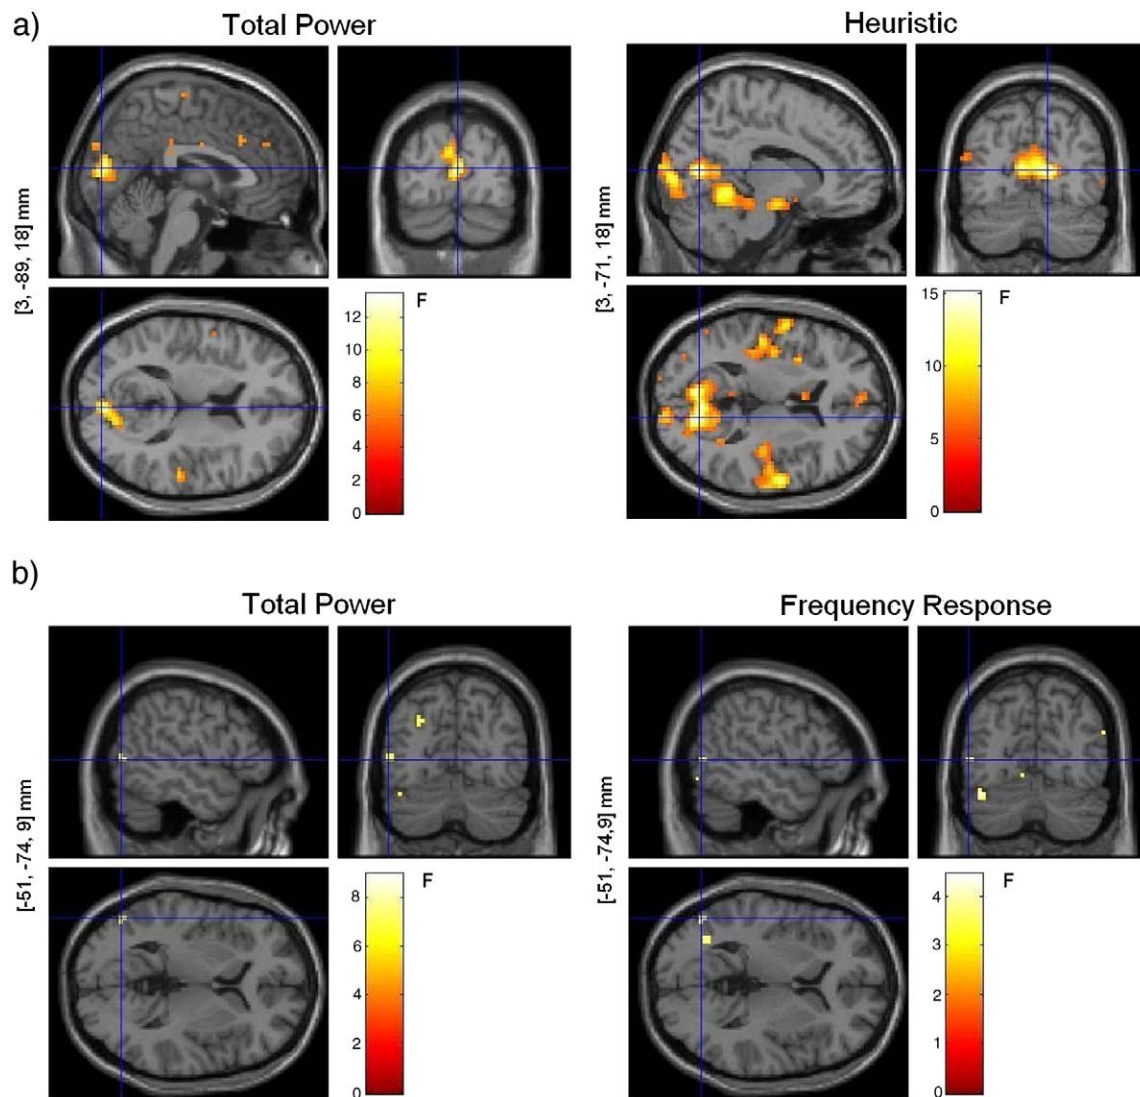 a)
Total Power
Heuristic
[3, -89, 18] mm
F
12
10
8
6
4
2
0
[3, -71, 18] mm
F
15
10
5
0
b)
Total Power
Frequency Response
[-51, -74, 9] mm
F
8
6
4
2
0
[-51, -74,9] mm
F
4
3
2
1
0